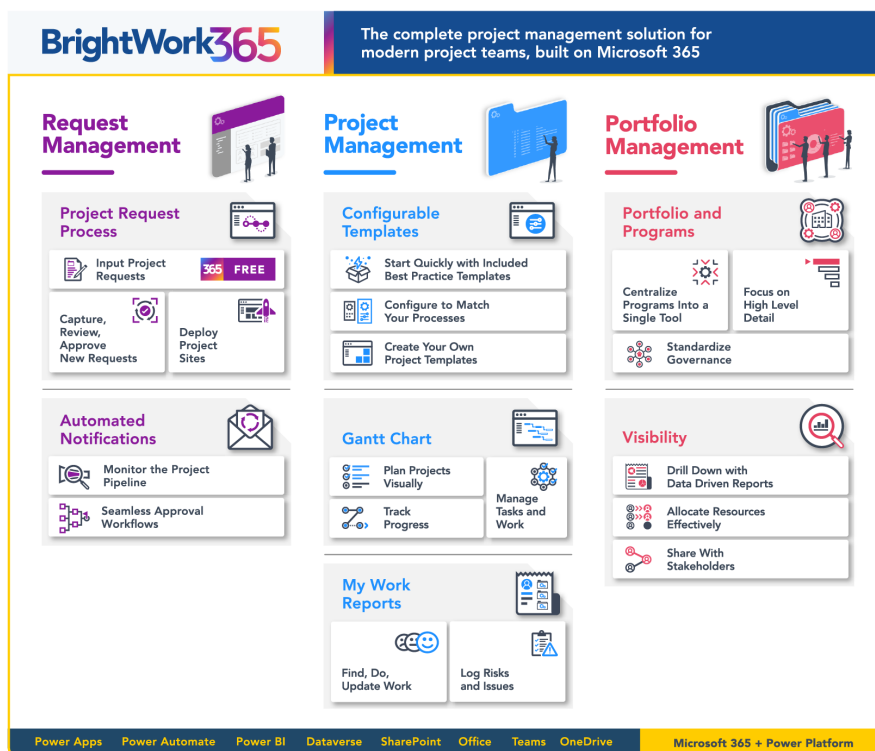 BrightWork365
The complete project management solution for
modern project teams, built on Microsoft 365
Request
Management
Project Request
Process
Input Project
Requests
365 FREE
Capture,
Review,
Approve
New Requests
Deploy
Project
Sites
Automated
Notifications
Monitor the Project
Pipeline
Seamless Approval
Workflows
Project
Management
Configurable
Templates
Start Quickly with Included
Best Practice Templates
Configure to Match
Your Processes
Create Your Own
Project Templates
Gantt Chart
Plan Projects
Visually
Track
Progress
Manage
Tasks and
Work
My Work
Reports
Find, Do,
Update Work
Log Risks
and Issues
Portfolio
Management
Portfolio and
Programs
Centralize
Programs Into a
Single Tool
Focus on
High Level
Detail
Standardize
Governance
Visibility
Drill Down with
Data Driven Reports
Allocate Resources
Effectively
Share With
Stakeholders
Power Apps Power Automate Power BI Dataverse SharePoint Office Teams OneDrive
Microsoft 365 + Power Platform